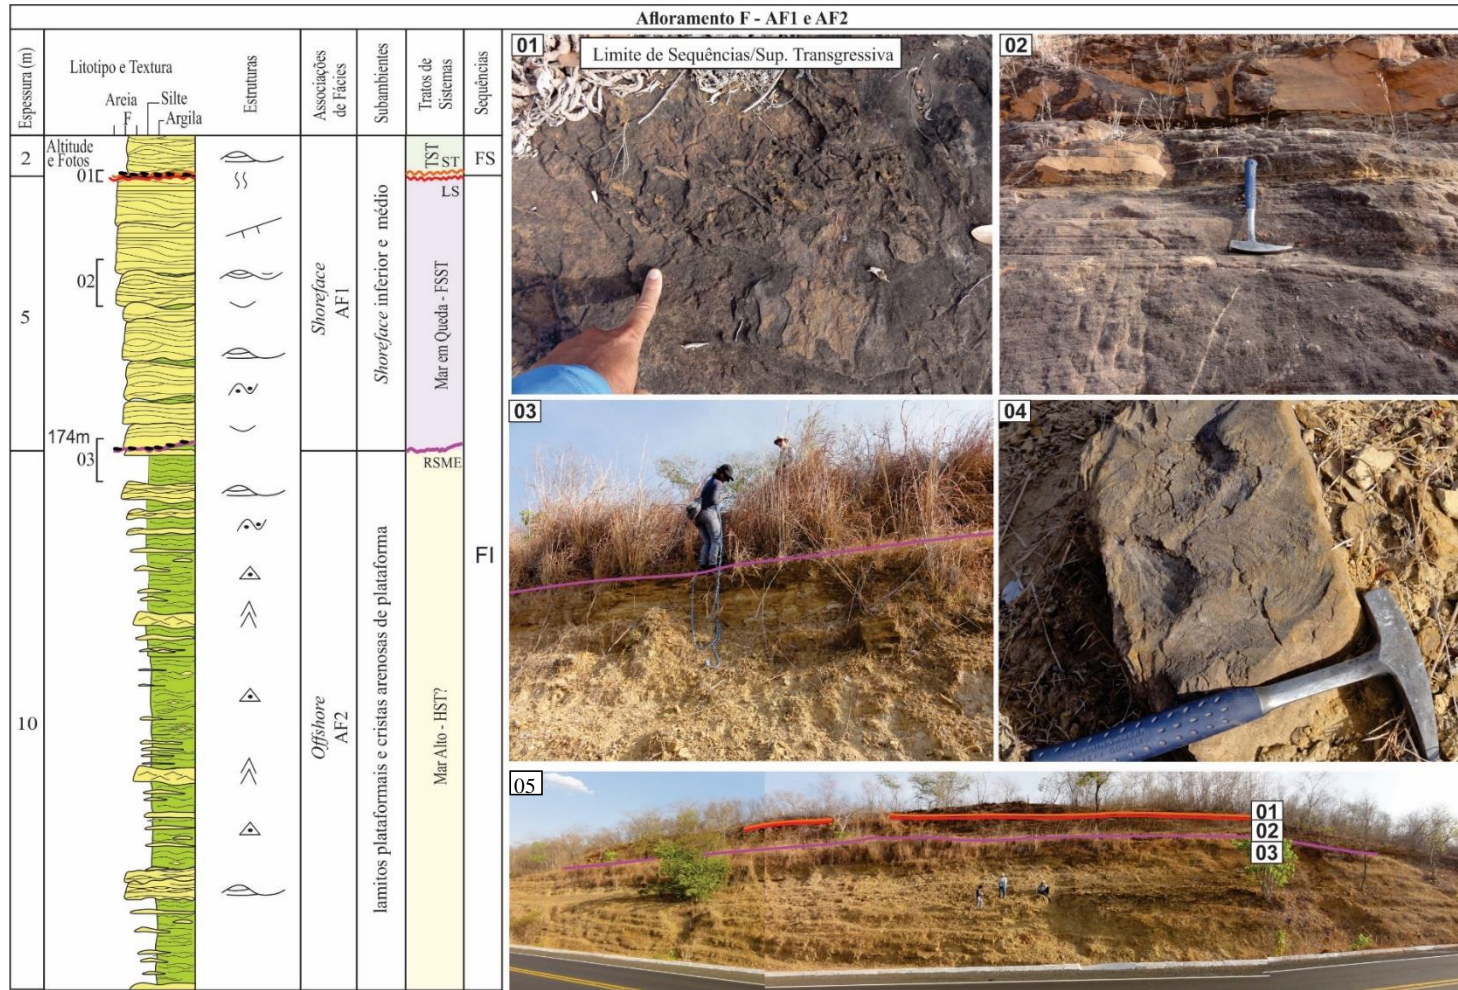 Afloramento F - AF1 e AF2
Espessura (m)
Litotipo e Textura
Areia
F
Silte
Argila
Estruturas
Associações
de Fácies
Subambientes
Tratos de
Sistemas
Sequências
Altitude
e Fotos
2
01
TST
ST
FS
5
LS
02
Shoreface
AF1
Shoreface inferior e médio
Mar em Queda - FSST
174m
03
RSME
FI
10
Offshore
AF2
lamitos plataformais e cristas arenosas de plataforma
Mar Alto - HST?
01
Limite de Sequências/Sup. Transgressiva
02
03
04
05
01
02
03